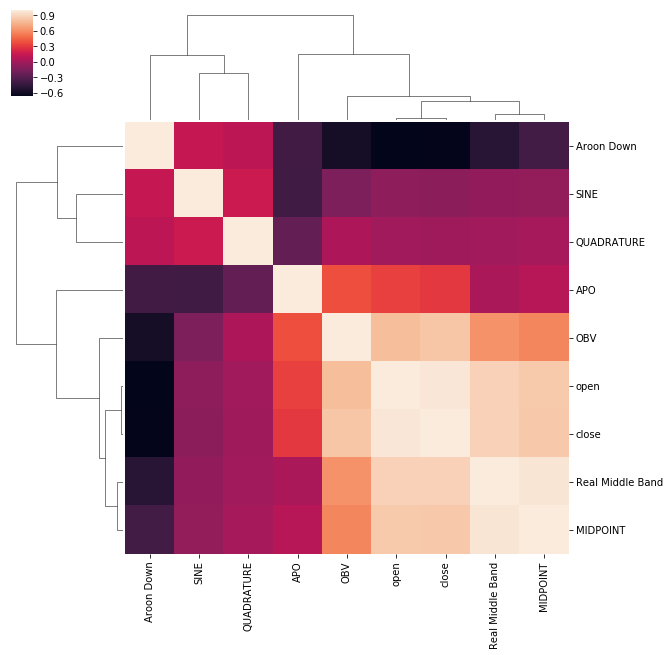 0.9
0.6
0.3
0.0
−0.3
−0.6
Aroon Down
SINE
QUADRATURE
APO
OBV
open
close
Real Middle Band
MIDPOINT
Aroon Down
SINE
QUADRATURE
APO
OBV
open
close
Real Middle Band
MIDPOINT